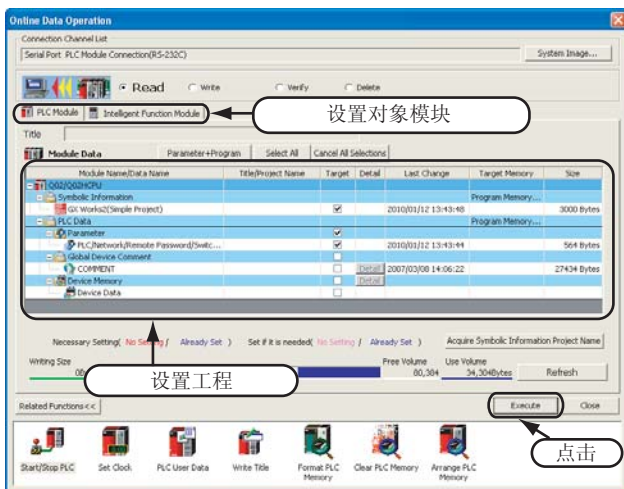 Online Data Operation
Connection Channel List
Serial Port PLC Module Connection(RS-232C)
System Image...
Read Write Verify Delete
PLC Module Intelligent Function Module
设置对象模块
Title
Module Data Parameter+Program Select All Cancel All Selections
Module Name/Data Name Title/Project Name Target Detail Last Change Target Memory Size
Q02/Q02HCPU
Symbolic Information Program Memory...
GX Works2(Simple Project) 2010/01/12 13:43:48 3000 Bytes
PLC Data Program Memory...
Parameter
PLC/Network/Remote Password/Switc... 2010/01/12 13:43:44 564 Bytes
Global Device Comment
COMMENT Detail 2007/03/08 14:06:22 27434 Bytes
Device Memory Detail
Device Data
Necessary Setting( No Setting / Already Set ) Set if it is needed( No Setting / Already Set ) Acquire Symbolic Information Project Name
Writing Size Free Volume Use Volume
80,384 34,304Bytes Refresh
设置工程
Related Functions<< Execute Close
点击
Start/Stop PLC Set Clock PLC User Data Write Title Format PLC Memory Clear PLC Memory Arrange PLC Memory